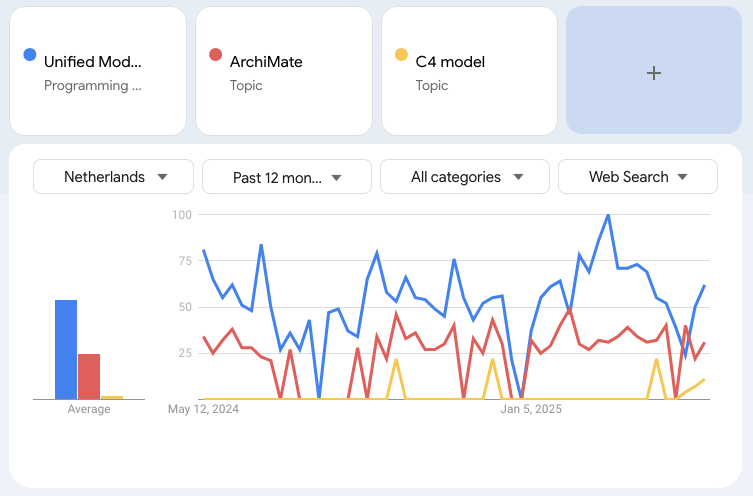 Unified Mod...
Programming ...
ArchiMate
Topic
C4 model
Topic
+
Netherlands
Past 12 mon...
All categories
Web Search
100
75
50
25
Average
May 12, 2024
Jan 5, 2025